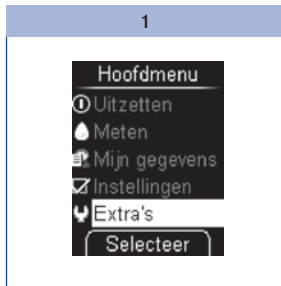 1
Hoofdmenu
Uitzetten
Meten
Mijn gegevens
Instellingen
Extra's
Selecteer